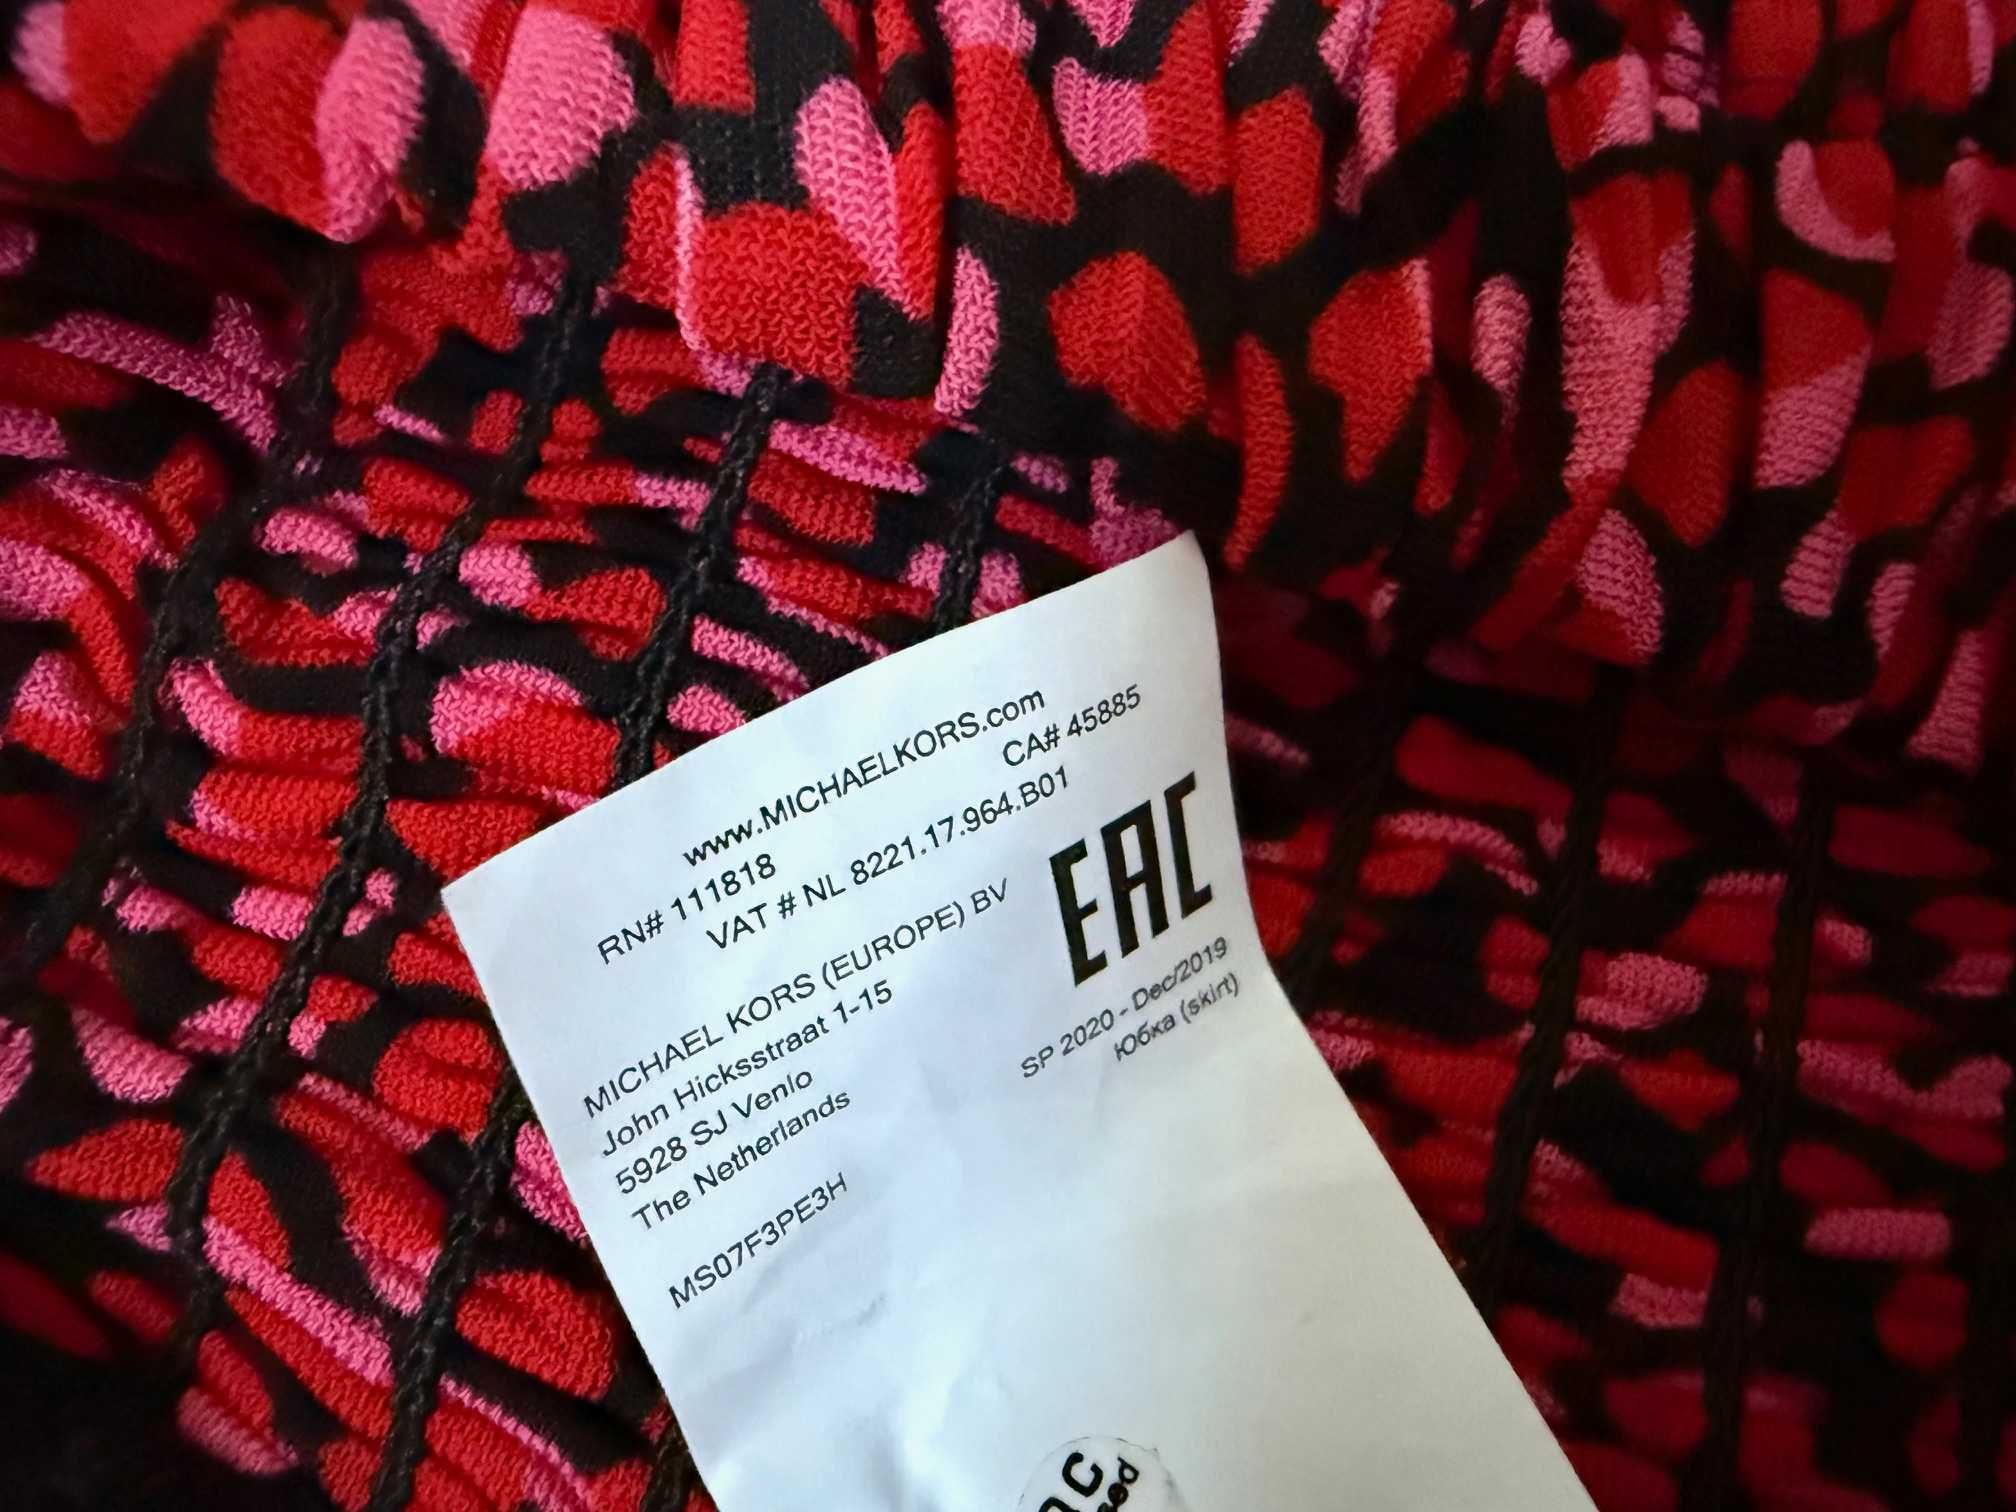 www.MICHAELKORS.com
RN# 111818
CA# 45885
VAT # NL 8221.17.964.B01
MICHAEL KORS (EUROPE) BV
John Hicksstraat 1-15
5928 SJ Venlo
The Netherlands
MS07F3PE3H
EAC
SP 2020 - Dec/2019
Юбка (skirt)